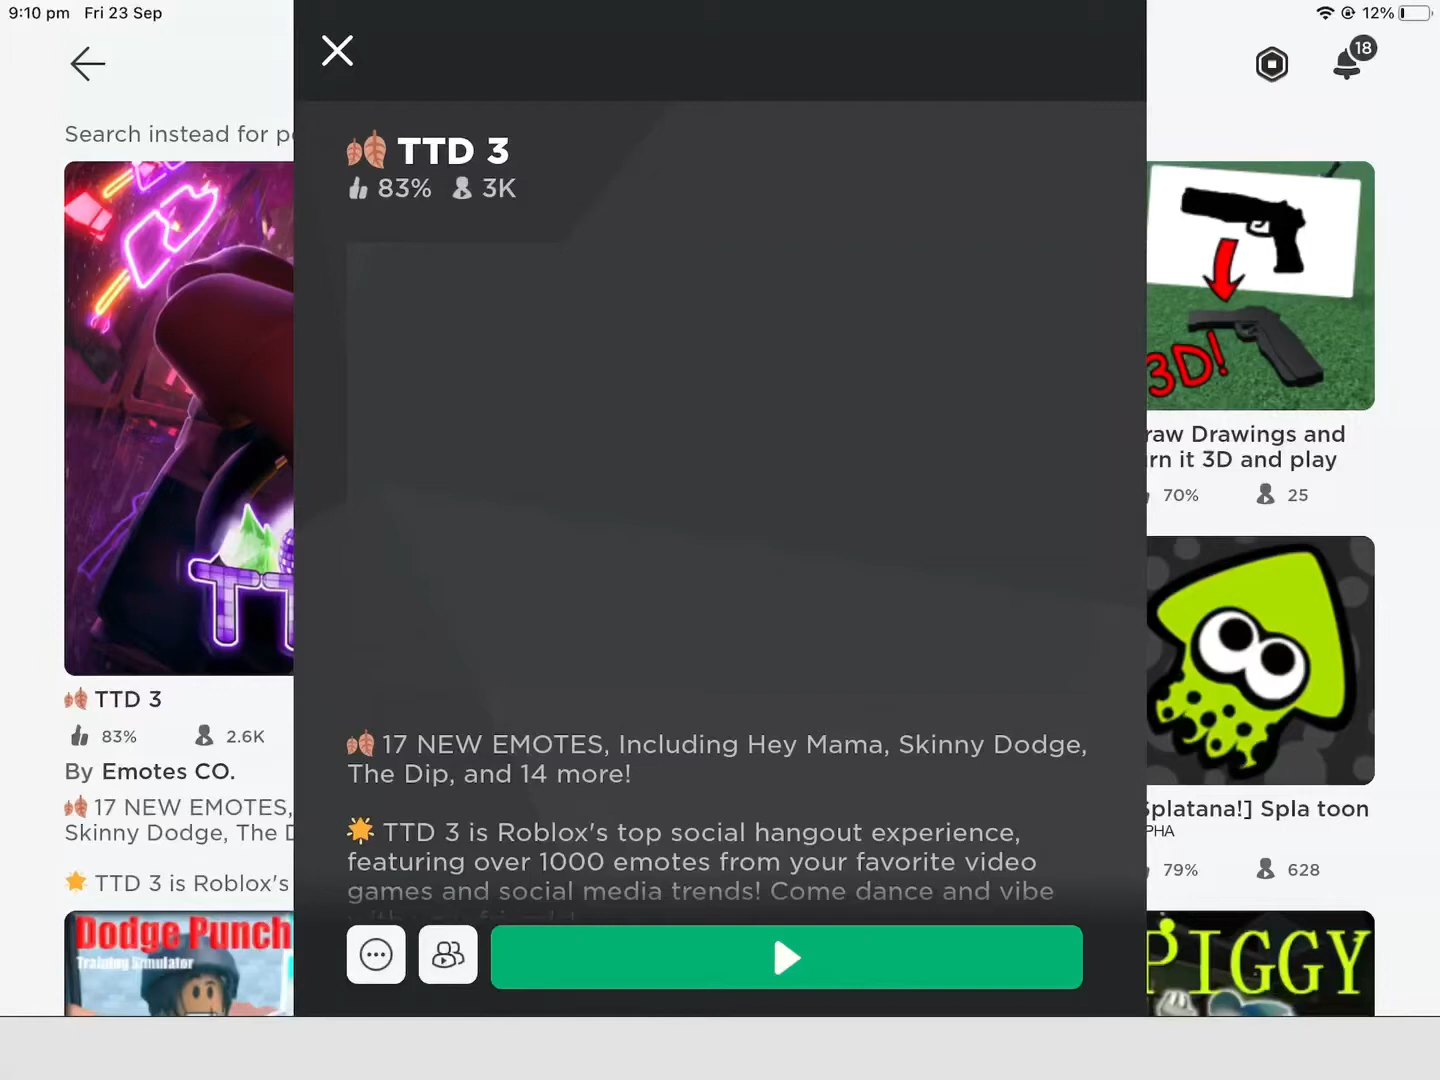 9:10 pm Fri 23 Sep
12%
18
Search instead for p
TTD 3
83% 3K
3D!
raw Drawings and
rn it 3D and play
70% 25
TTD 3
83% 2.6K
By Emotes CO.
17 NEW EMOTES,
Skinny Dodge, The D
TTD 3 is Roblox's
17 NEW EMOTES, Including Hey Mama, Skinny Dodge,
The Dip, and 14 more!
TTD 3 is Roblox's top social hangout experience,
featuring over 1000 emotes from your favorite video
games and social media trends! Come dance and vibe
Splatana!] Spla toon
PHA
79% 628
Dodge Punch
Training Simulator
PIGGY